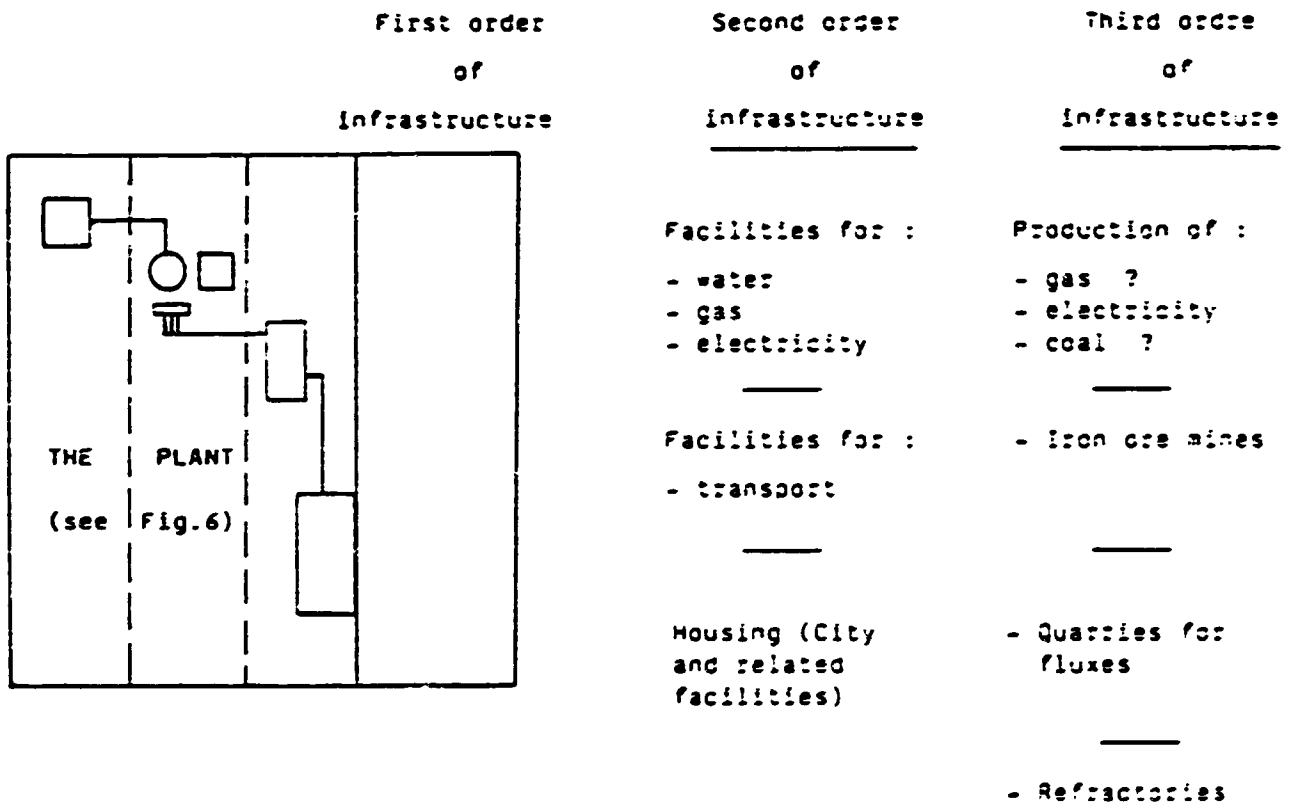 First order
of
infrastructure
Second order
of
infrastructure
Third ordre
of
infrastructure
THE PLANT
(see Fig.6)
Facilities for :
- water
- gas
- electricity
Facilities for :
- transport
Housing (City
and related
facilities)
Production of :
- gas ?
- electricity
- coal ?
- Iron ore mines
- Quarries for
fluxes
- Refractories